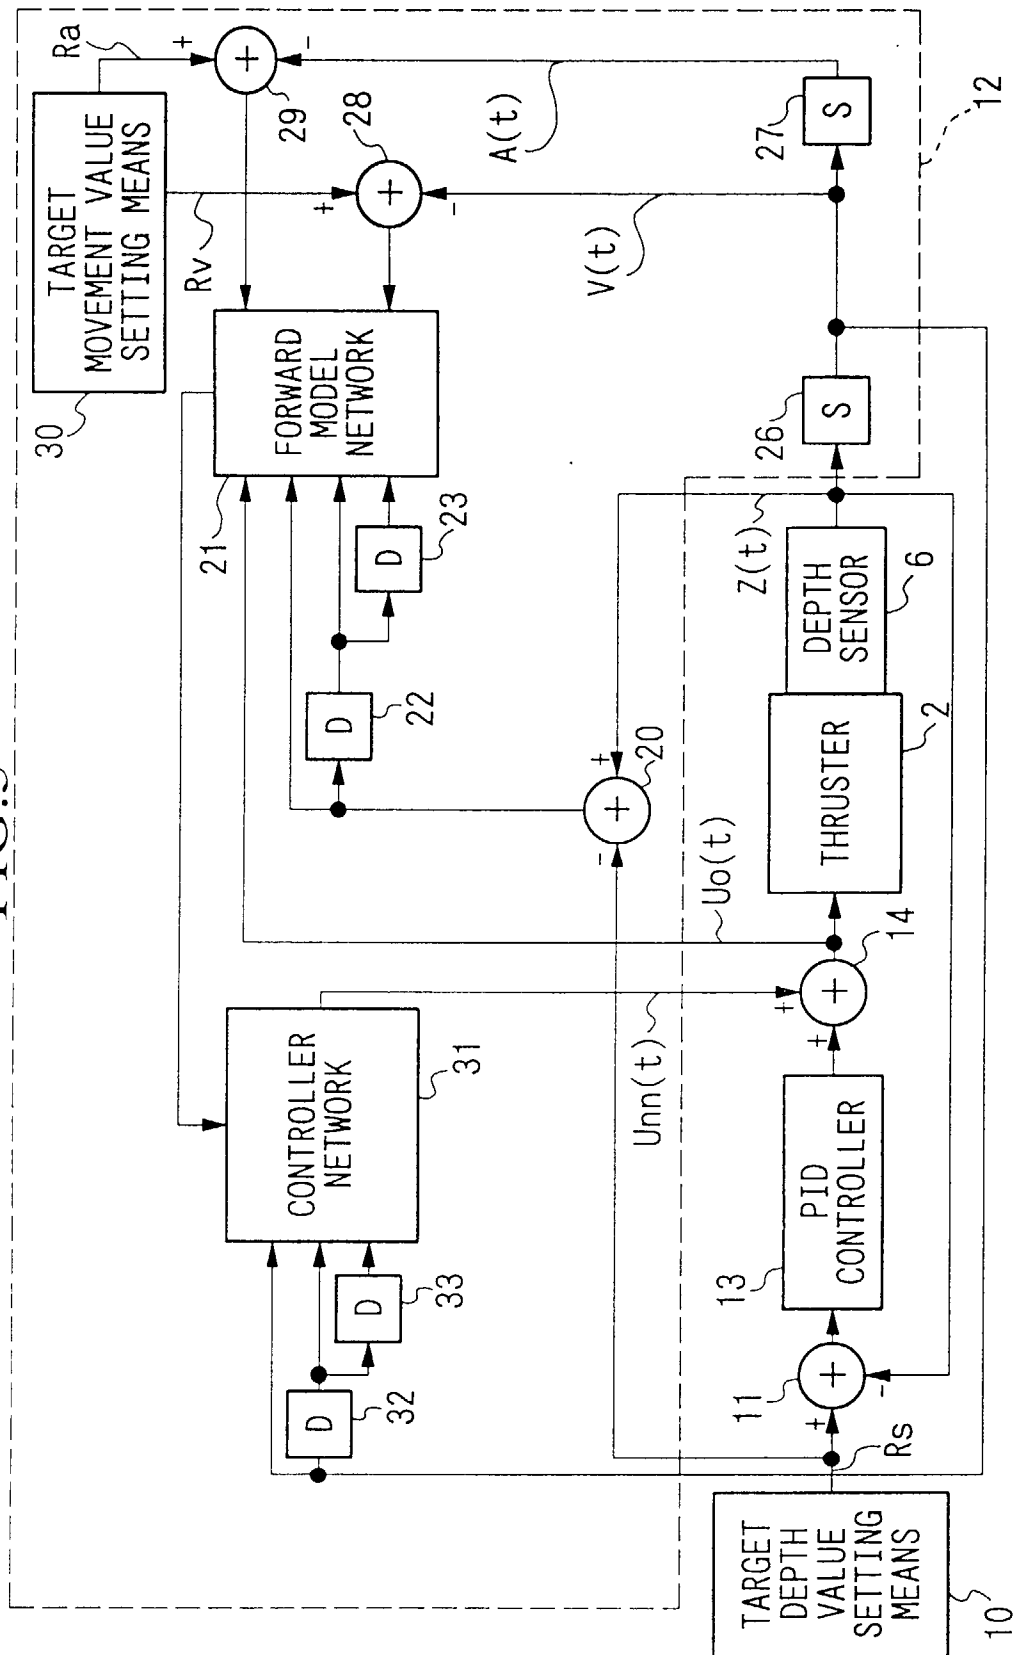 FIG.
TARGET
MOVEMENT VALUE
SETTING MEANS
30
Ra
+
-
+
29
Rv
+
-
+
28
A(t)
V(t)
S
27
12
S
26
FORWARD
MODEL
NETWORK
21
D
23
D
22
CONTROLLER
NETWORK
31
D
33
D
32
+
-
+
20
Unn(t)
Uo(t)
Z(t)
TARGET
DEPTH
VALUE
SETTING
MEANS
10
Rs
+
-
+
11
PID
CONTROLLER
13
+
+
+
14
THRUSTER
2
DEPTH
SENSOR
6